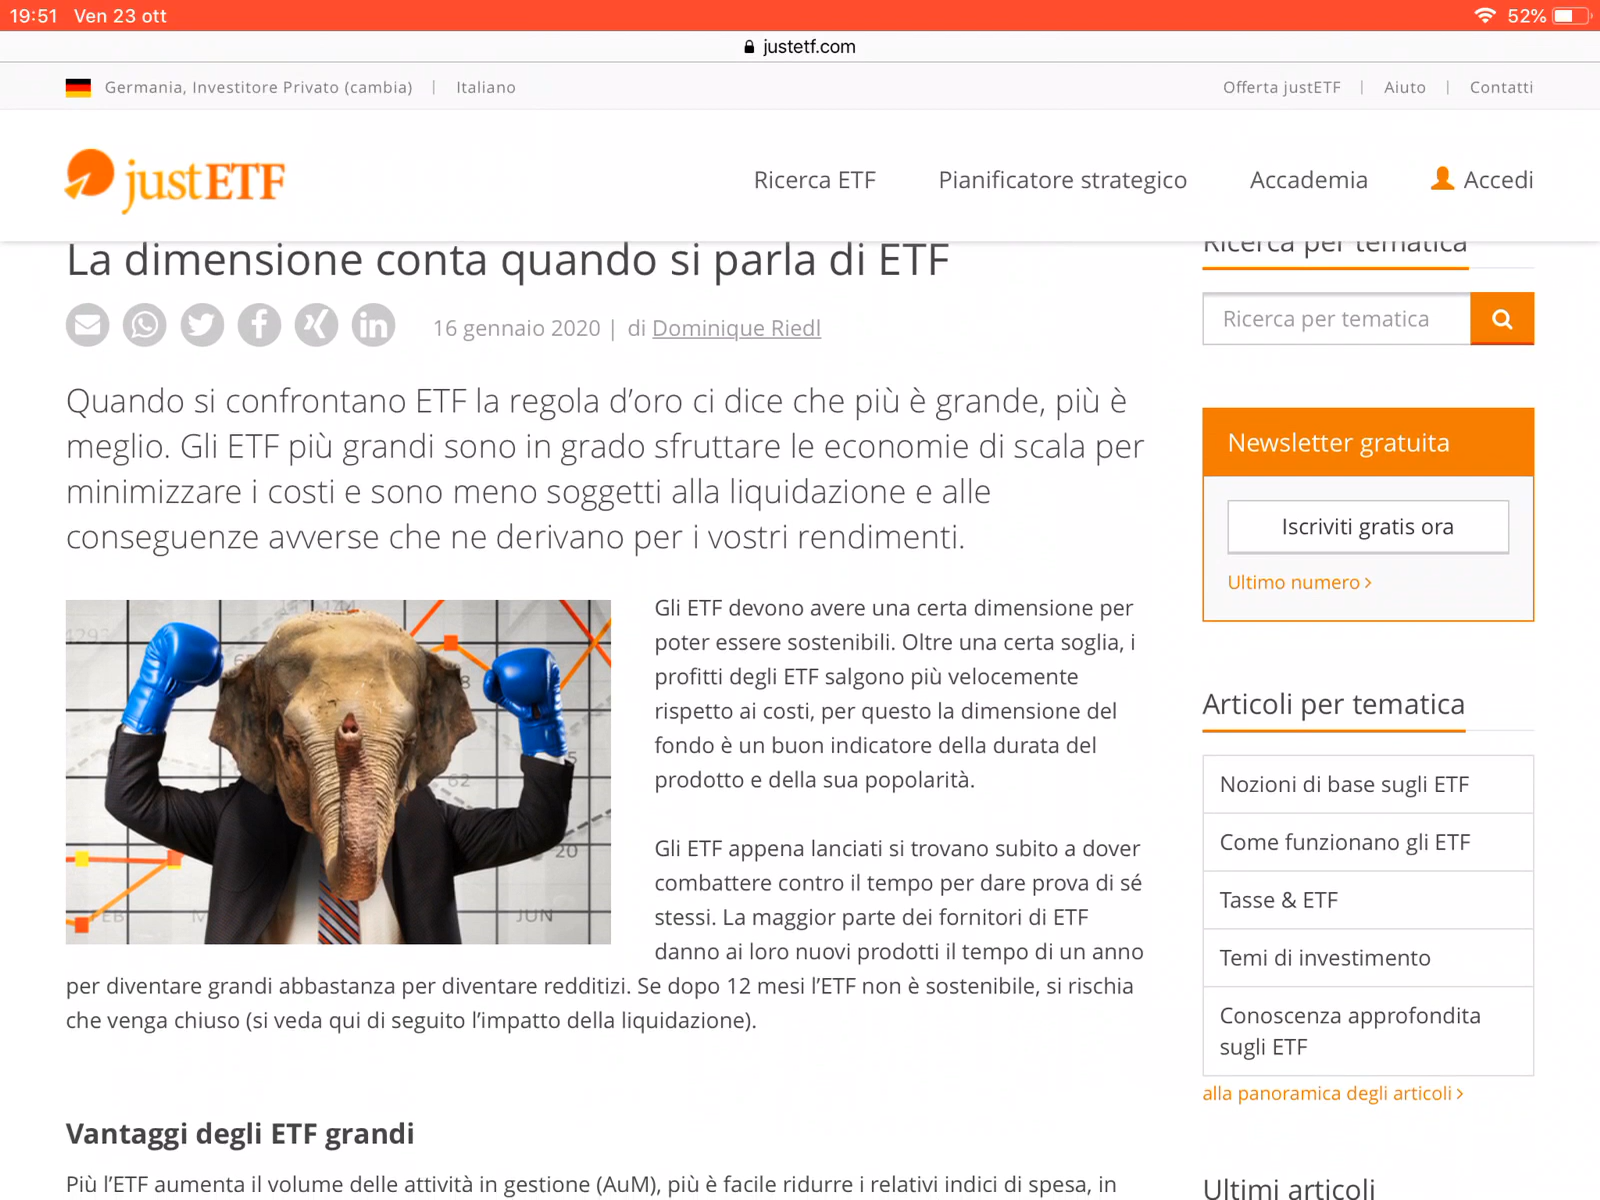 19:51 Ven 23 ott
52%
justetf.com
Germania, Investitore Privato (cambia) | Italiano
Offerta justETF | Aiuto | Contatti
justETF
Ricerca ETF
Pianificatore strategico
Accademia
Accedi
La dimensione conta quando si parla di ETF
16 gennaio 2020 | di Dominique Riedl
Quando si confrontano ETF la regola d’oro ci dice che più è grande, più è
meglio. Gli ETF più grandi sono in grado sfruttare le economie di scala per
minimizzare i costi e sono meno soggetti alla liquidazione e alle
conseguenze avverse che ne derivano per i vostri rendimenti.
4293
8
5
62
20
FEB
M
JUN
Gli ETF devono avere una certa dimensione per
poter essere sostenibili. Oltre una certa soglia, i
profitti degli ETF salgono più velocemente
rispetto ai costi, per questo la dimensione del
fondo è un buon indicatore della durata del
prodotto e della sua popolarità.
Gli ETF appena lanciati si trovano subito a dover
combattere contro il tempo per dare prova di sé
stessi. La maggior parte dei fornitori di ETF
danno ai loro nuovi prodotti il tempo di un anno
per diventare grandi abbastanza per diventare redditizi. Se dopo 12 mesi l’ETF non è sostenibile, si rischia
che venga chiuso (si veda qui di seguito l’impatto della liquidazione).
Vantaggi degli ETF grandi
Più l’ETF aumenta il volume delle attività in gestione (AuM), più è facile ridurre i relativi indici di spesa, in
Ricerca per tematica
Ricerca per tematica
Newsletter gratuita
Iscriviti gratis ora
Ultimo numero ›
Articoli per tematica
Nozioni di base sugli ETF
Come funzionano gli ETF
Tasse & ETF
Temi di investimento
Conoscenza approfondita
sugli ETF
alla panoramica degli articoli ›
Ultimi articoli